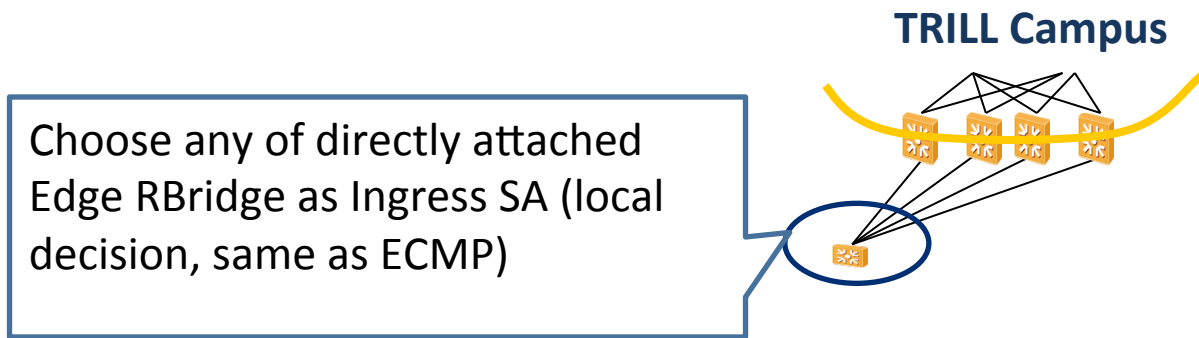 TRILL Campus
Choose any of directly attached
Edge RBridge as Ingress SA (local
decision, same as ECMP)